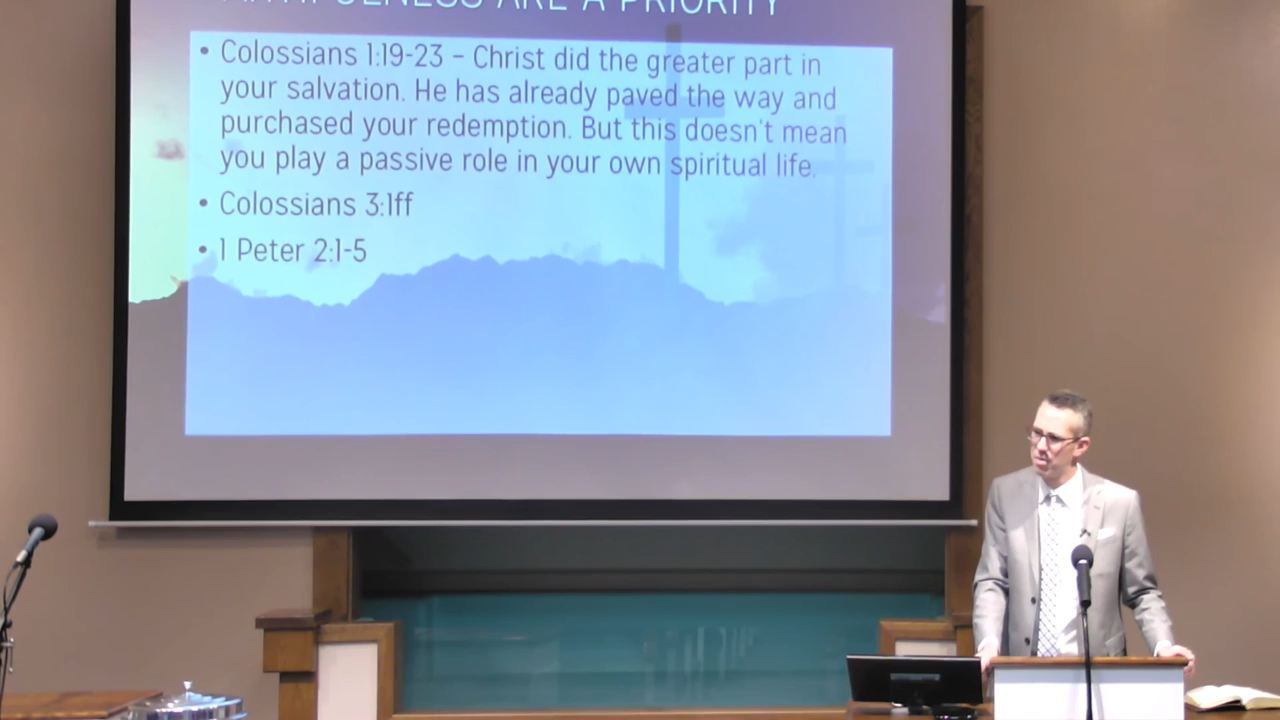 ARE A PRIORITY
• Colossians 1:19-23 – Christ did the greater part in
your salvation. He has already paved the way and
purchased your redemption. But this doesn't mean
you play a passive role in your own spiritual life.
• Colossians 3:1ff
• 1 Peter 2:1-5